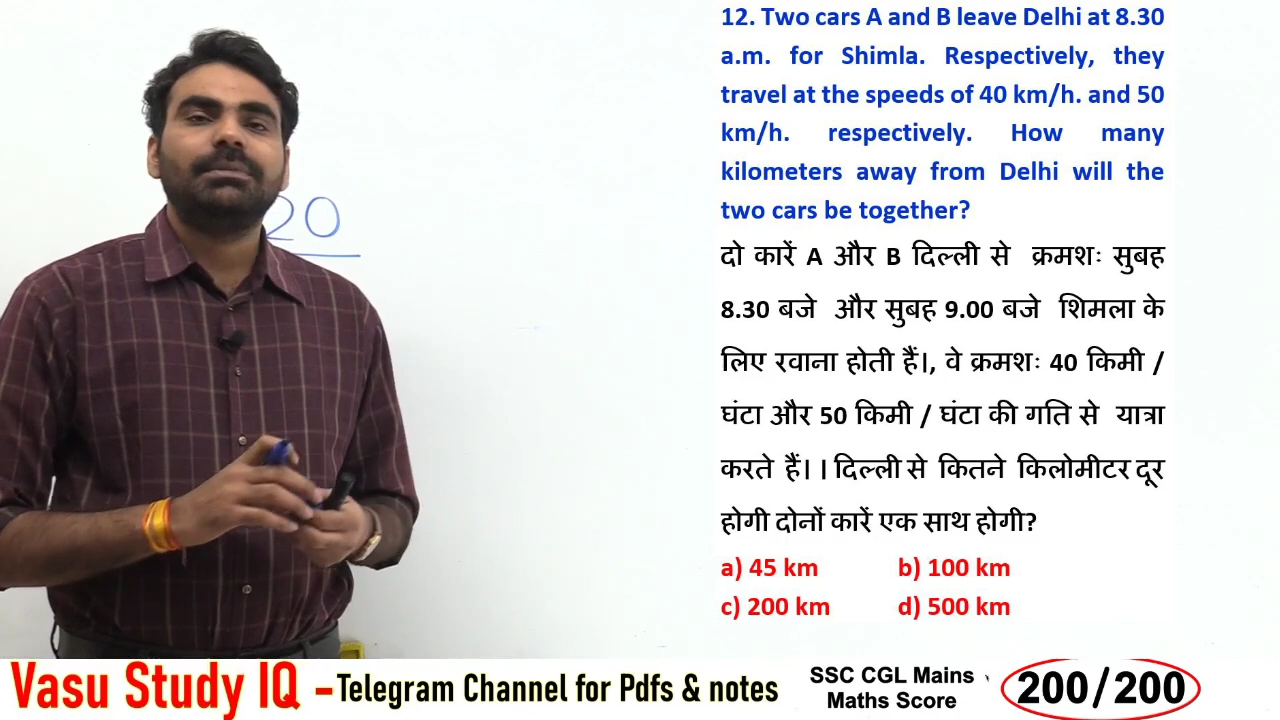 12. Two cars A and B leave Delhi at 8.30
a.m. for Shimla. Respectively, they
travel at the speeds of 40 km/h. and 50
km/h. respectively. How many
kilometers away from Delhi will the
two cars be together?
दो कारें A और B दिल्ली से क्रमशः सुबह
8.30 बजे और सुबह 9.00 बजे शिमला के
लिए रवाना होती हैं।, वे क्रमशः 40 किमी /
घंटा और 50 किमी / घंटा की गति से यात्रा
करते हैं। । दिल्ली से कितने किलोमीटर दूर
होगी दोनों कारें एक साथ होगी?
a) 45 km b) 100 km
c) 200 km d) 500 km
20
Vasu Study IQ - Telegram Channel for Pdfs & notes
SSC CGL Mains
Maths Score
200/200